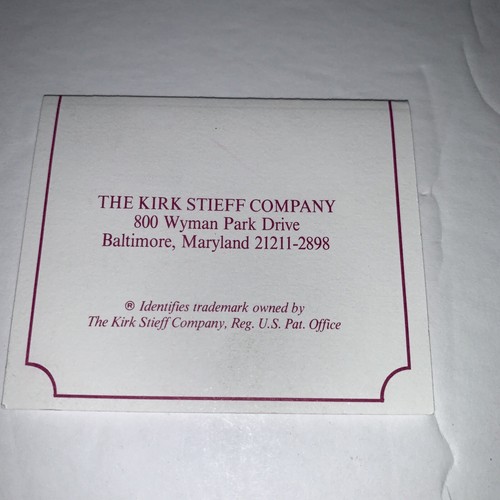 THE KIRK STIEFF COMPANY
800 Wyman Park Drive
Baltimore, Maryland 21211-2898
® Identifies trademark owned by
The Kirk Stieff Company, Reg. U.S. Pat. Office